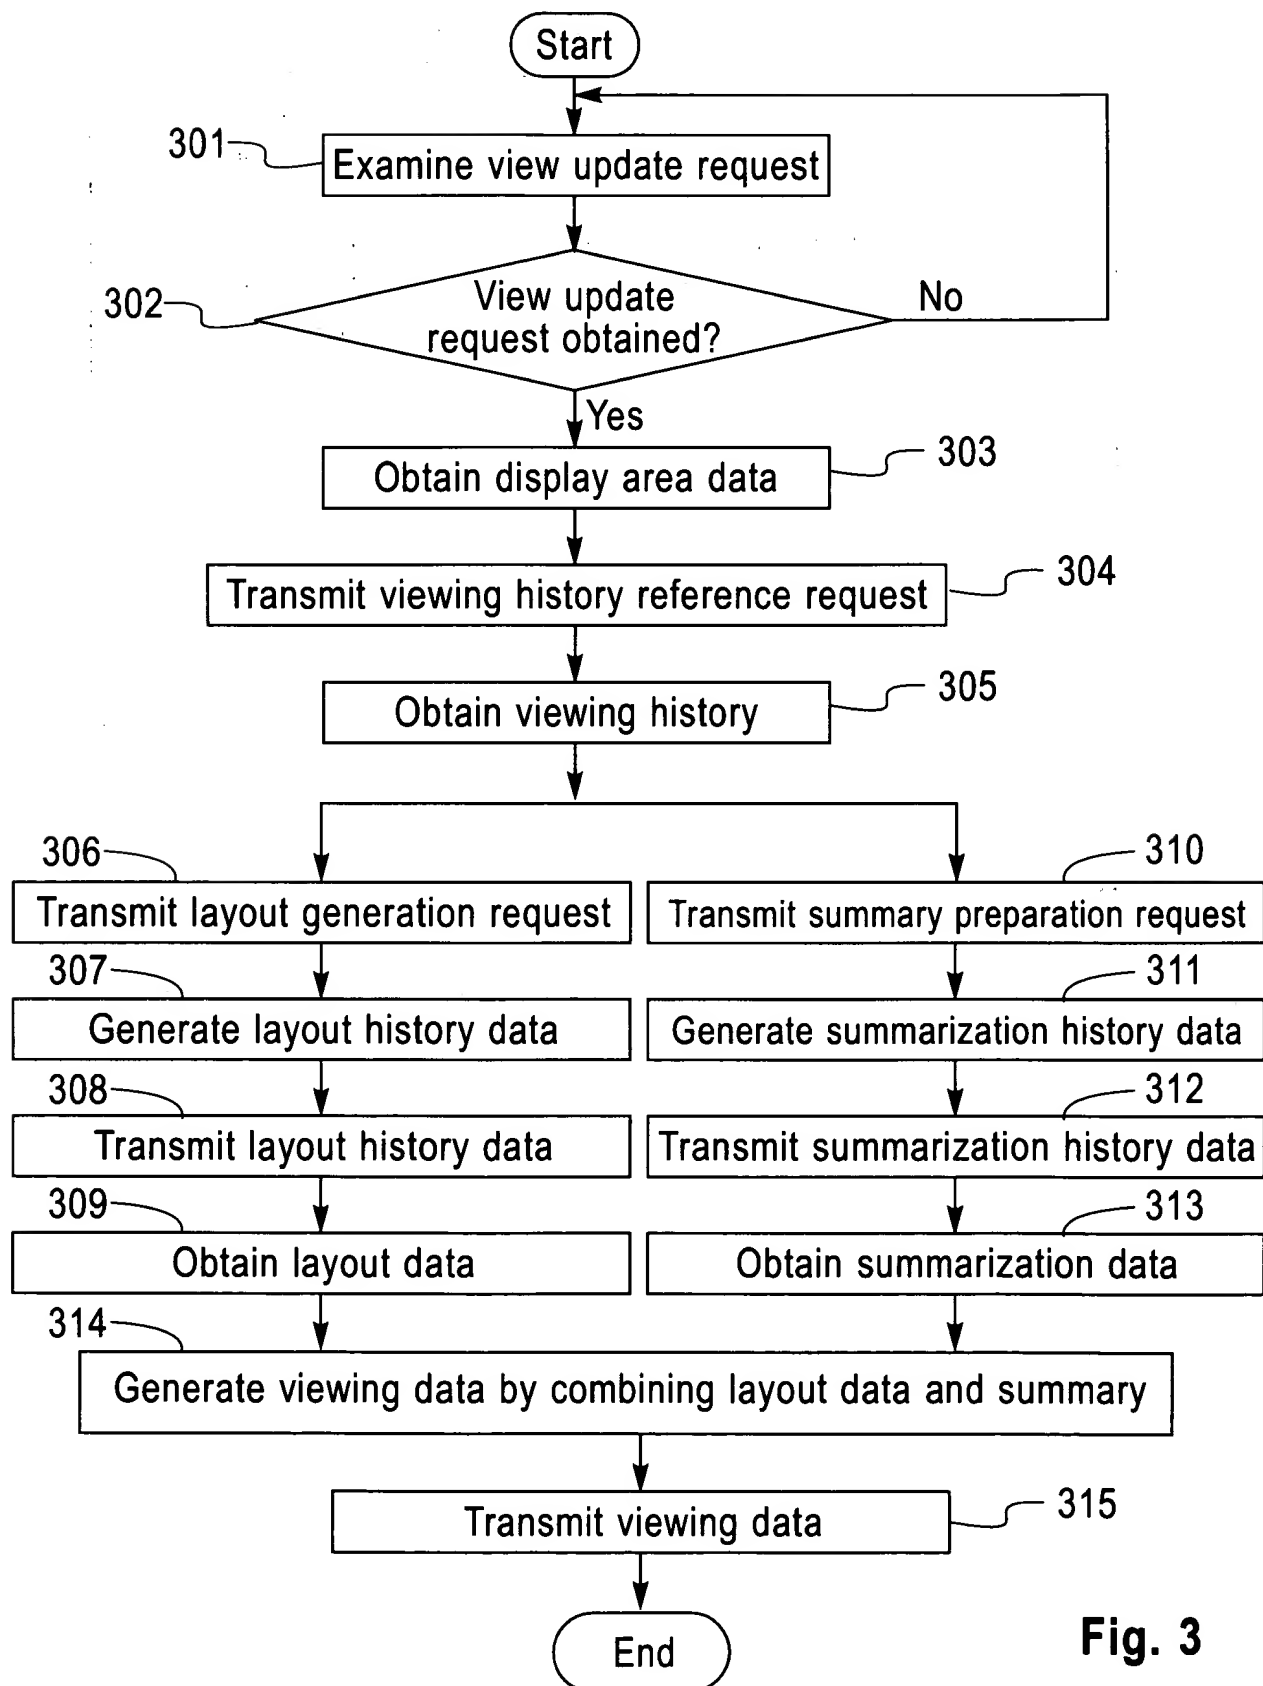 Start
301
Examine view update request
302
View update
request obtained?
No
Yes
303
Obtain display area data
304
Transmit viewing history reference request
305
Obtain viewing history
306
Transmit layout generation request
307
Generate layout history data
308
Transmit layout history data
309
Obtain layout data
310
Transmit summary preparation request
311
Generate summarization history data
312
Transmit summarization history data
313
Obtain summarization data
314
Generate viewing data by combining layout data and summary
315
Transmit viewing data
End
Fig. 3